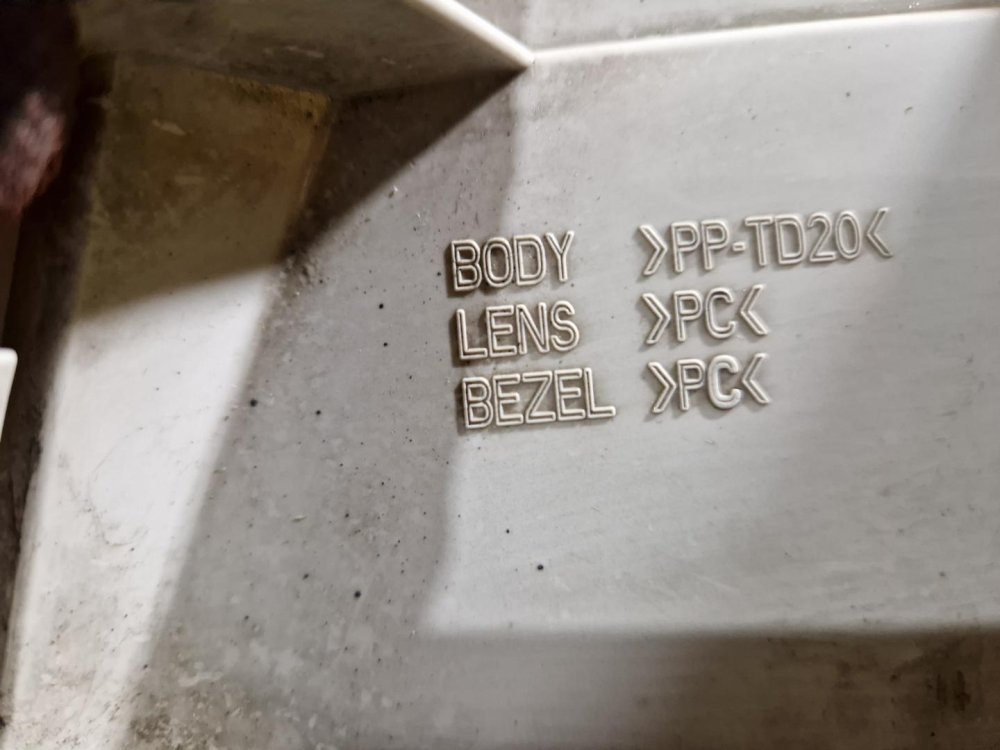 BODY >PP-TD20<
LENS >PC<
BEZEL >PC<